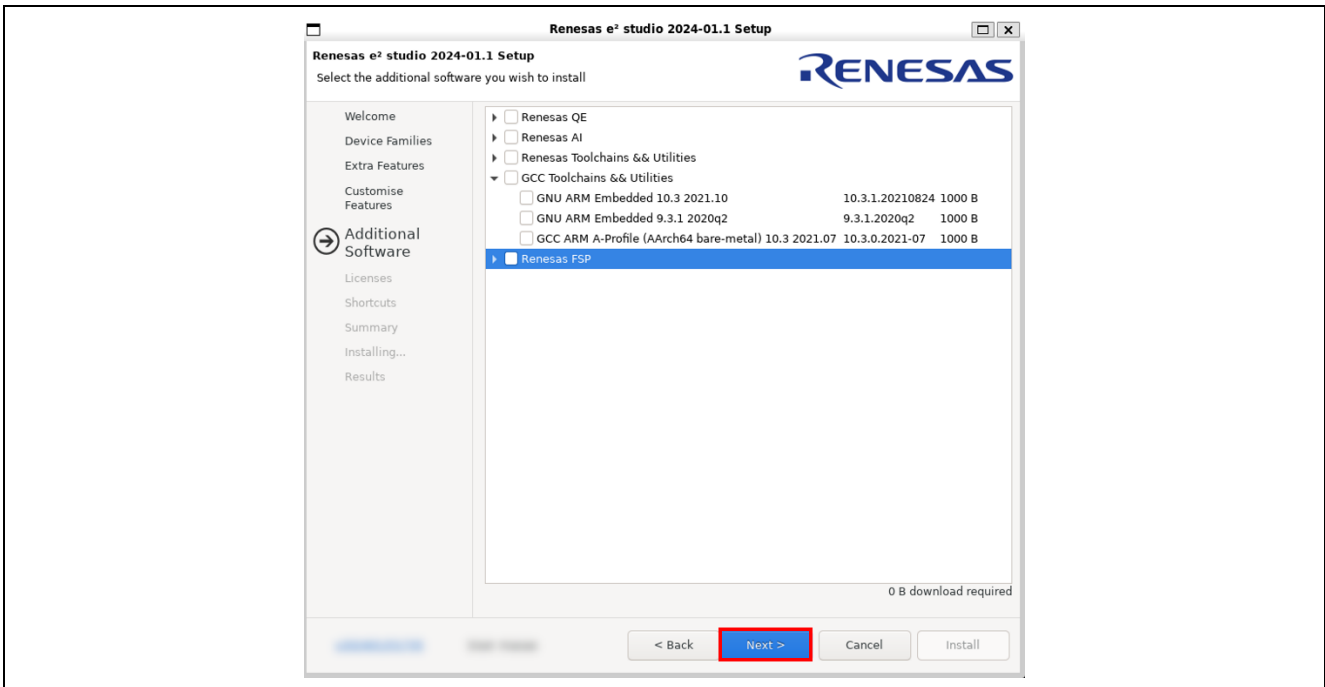 Renesas e² studio 2024-01.1 Setup
Renesas e² studio 2024-01.1 Setup
Select the additional software you wish to install
RENESAS
Welcome
Device Families
Extra Features
Customise
Features
Additional
Software
Licenses
Shortcuts
Summary
Installing...
Results
Renesas QE
Renesas AI
Renesas Toolchains && Utilities
GCC Toolchains && Utilities
GNU ARM Embedded 10.3 2021.10 10.3.1.20210824 1000 B
GNU ARM Embedded 9.3.1 2020q2 9.3.1.2020q2 1000 B
GCC ARM A-Profile (AArch64 bare-metal) 10.3 2021.07 10.3.0.2021-07 1000 B
Renesas FSP
0 B download required
< Back Next > Cancel Install